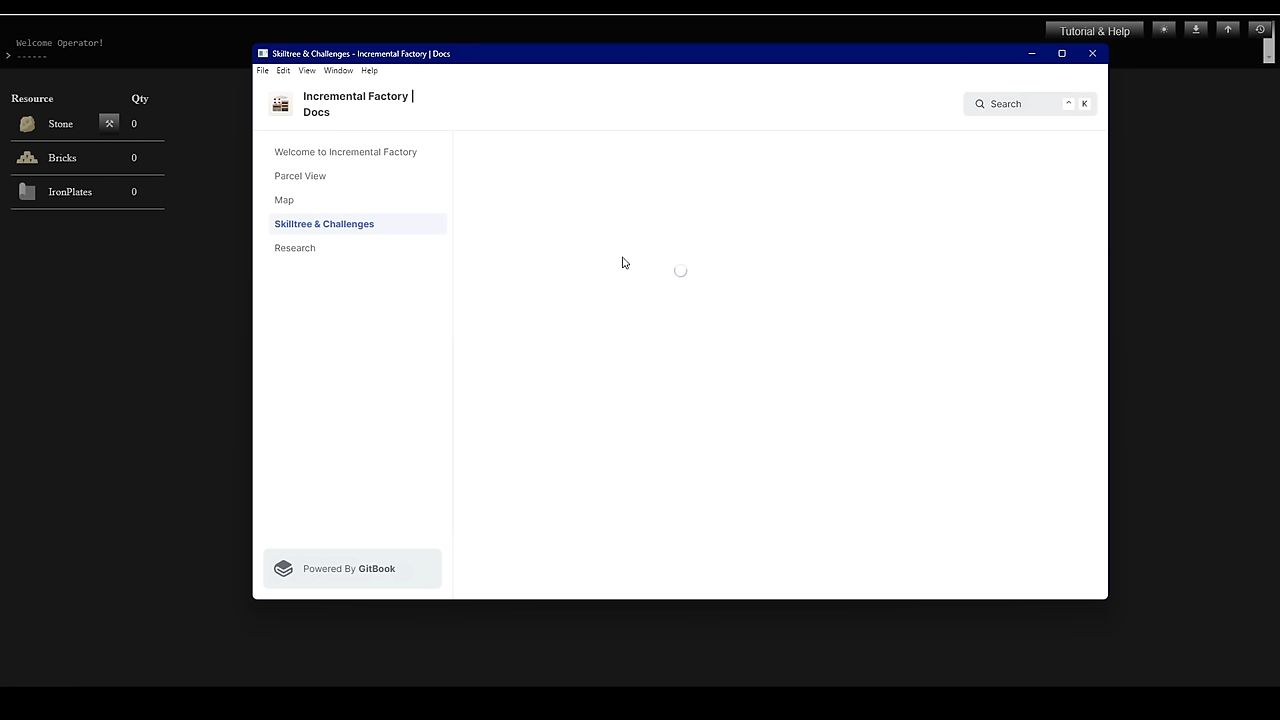 Tutorial & Help
Welcome Operator!
> ------
Resource Qty
Stone 0
Bricks 0
IronPlates 0
Skilltree & Challenges - Incremental Factory | Docs
File Edit View Window Help
Incremental Factory |
Docs
Search ^ K
Welcome to Incremental Factory
Parcel View
Map
Skilltree & Challenges
Research
Powered By GitBook